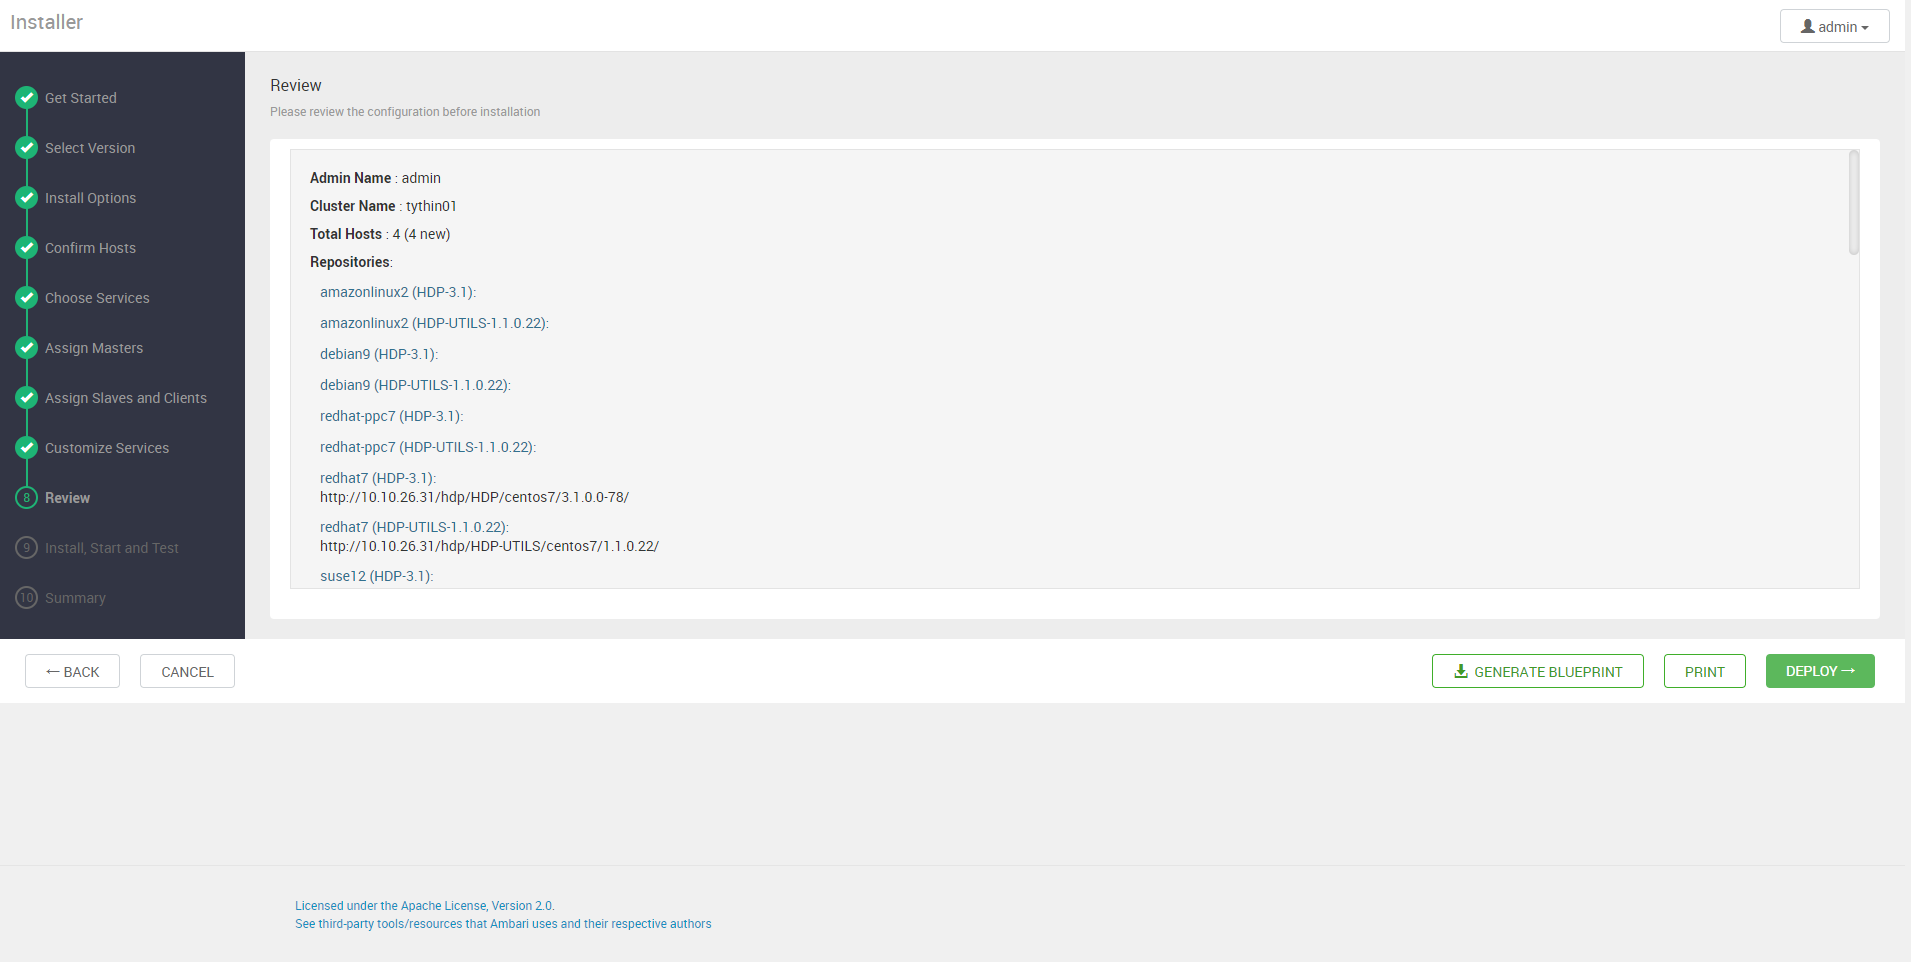 Installer
admin
Get Started
Select Version
Install Options
Confirm Hosts
Choose Services
Assign Masters
Assign Slaves and Clients
Customize Services
8 Review
9 Install, Start and Test
10 Summary
Review
Please review the configuration before installation
Admin Name : admin
Cluster Name : tythin01
Total Hosts : 4 (4 new)
Repositories:
amazonlinux2 (HDP-3.1):
amazonlinux2 (HDP-UTILS-1.1.0.22):
debian9 (HDP-3.1):
debian9 (HDP-UTILS-1.1.0.22):
redhat-ppc7 (HDP-3.1):
redhat-ppc7 (HDP-UTILS-1.1.0.22):
redhat7 (HDP-3.1):
http://10.10.26.31/hdp/HDP/centos7/3.1.0.0-78/
redhat7 (HDP-UTILS-1.1.0.22):
http://10.10.26.31/hdp/HDP-UTILS/centos7/1.1.0.22/
suse12 (HDP-3.1):
← BACK
CANCEL
GENERATE BLUEPRINT
PRINT
DEPLOY →
Licensed under the Apache License, Version 2.0.
See third-party tools/resources that Ambari uses and their respective authors